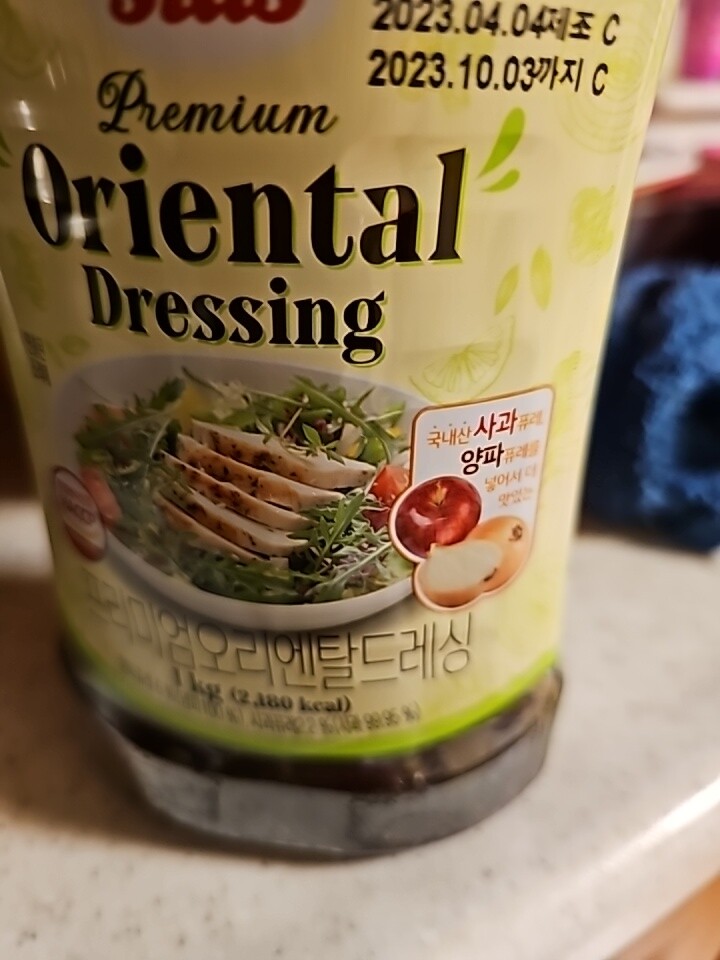 2023.04.04제조 C
2023.10.03까지 C
Premium
Oriental
Dressing
국내산 사과퓨레,
양파퓨레를
넣어서 더
맛있는
프리미엄오리엔탈드레싱
1 kg (2,180 kcal)